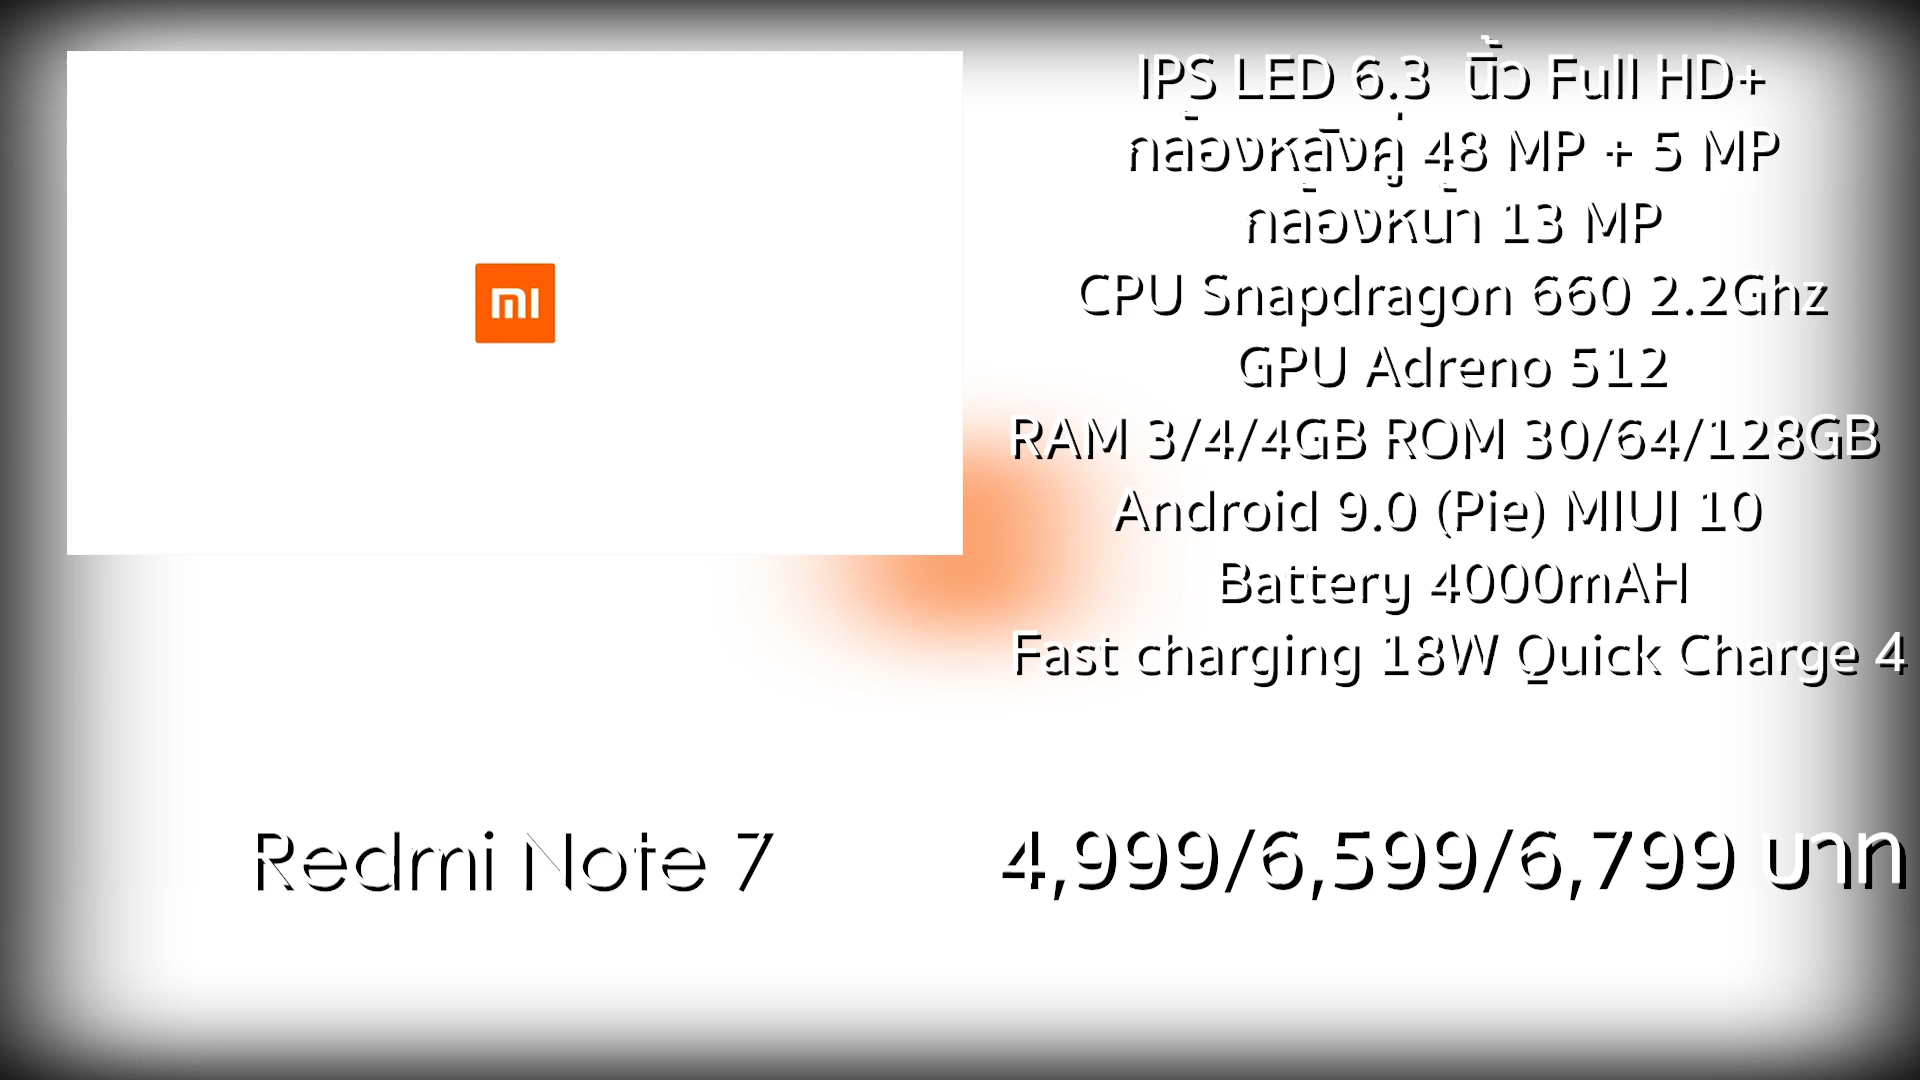 mi
IPS LED 6.3 นิ้ว Full HD+
กล้องหลังคู่ 48 MP + 5 MP
กล้องหน้า 13 MP
CPU Snapdragon 660 2.2Ghz
GPU Adreno 512
RAM 3/4/4GB ROM 30/64/128GB
Android 9.0 (Pie) MIUI 10
Battery 4000mAH
Fast charging 18W Quick Charge 4
Redmi Note 7
4,999/6,599/6,799 บาท